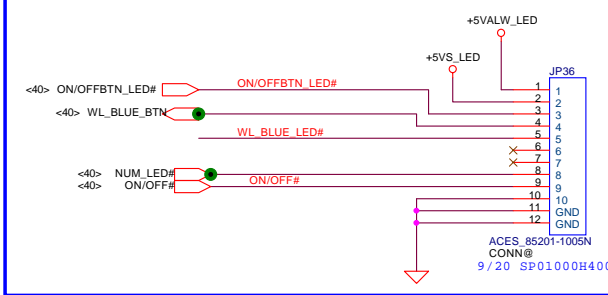 +5VALW_LED
+5VS_LED
JP36
<40> ON/OFFBTN_LED#
ON/OFFBTN_LED#
<40> WL_BLUE_BTN
WL_BLUE_LED#
<40> NUM_LED#
<40> ON/OFF#
ON/OFF#
1 1
2 2
3 3
4 4
5 5
6 6
7 7
8 8
9 9
10 10
11 GND
12 GND
ACES_85201-1005N
CONN@
9/20 SP01000H400